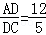 AD/DC = 12/5